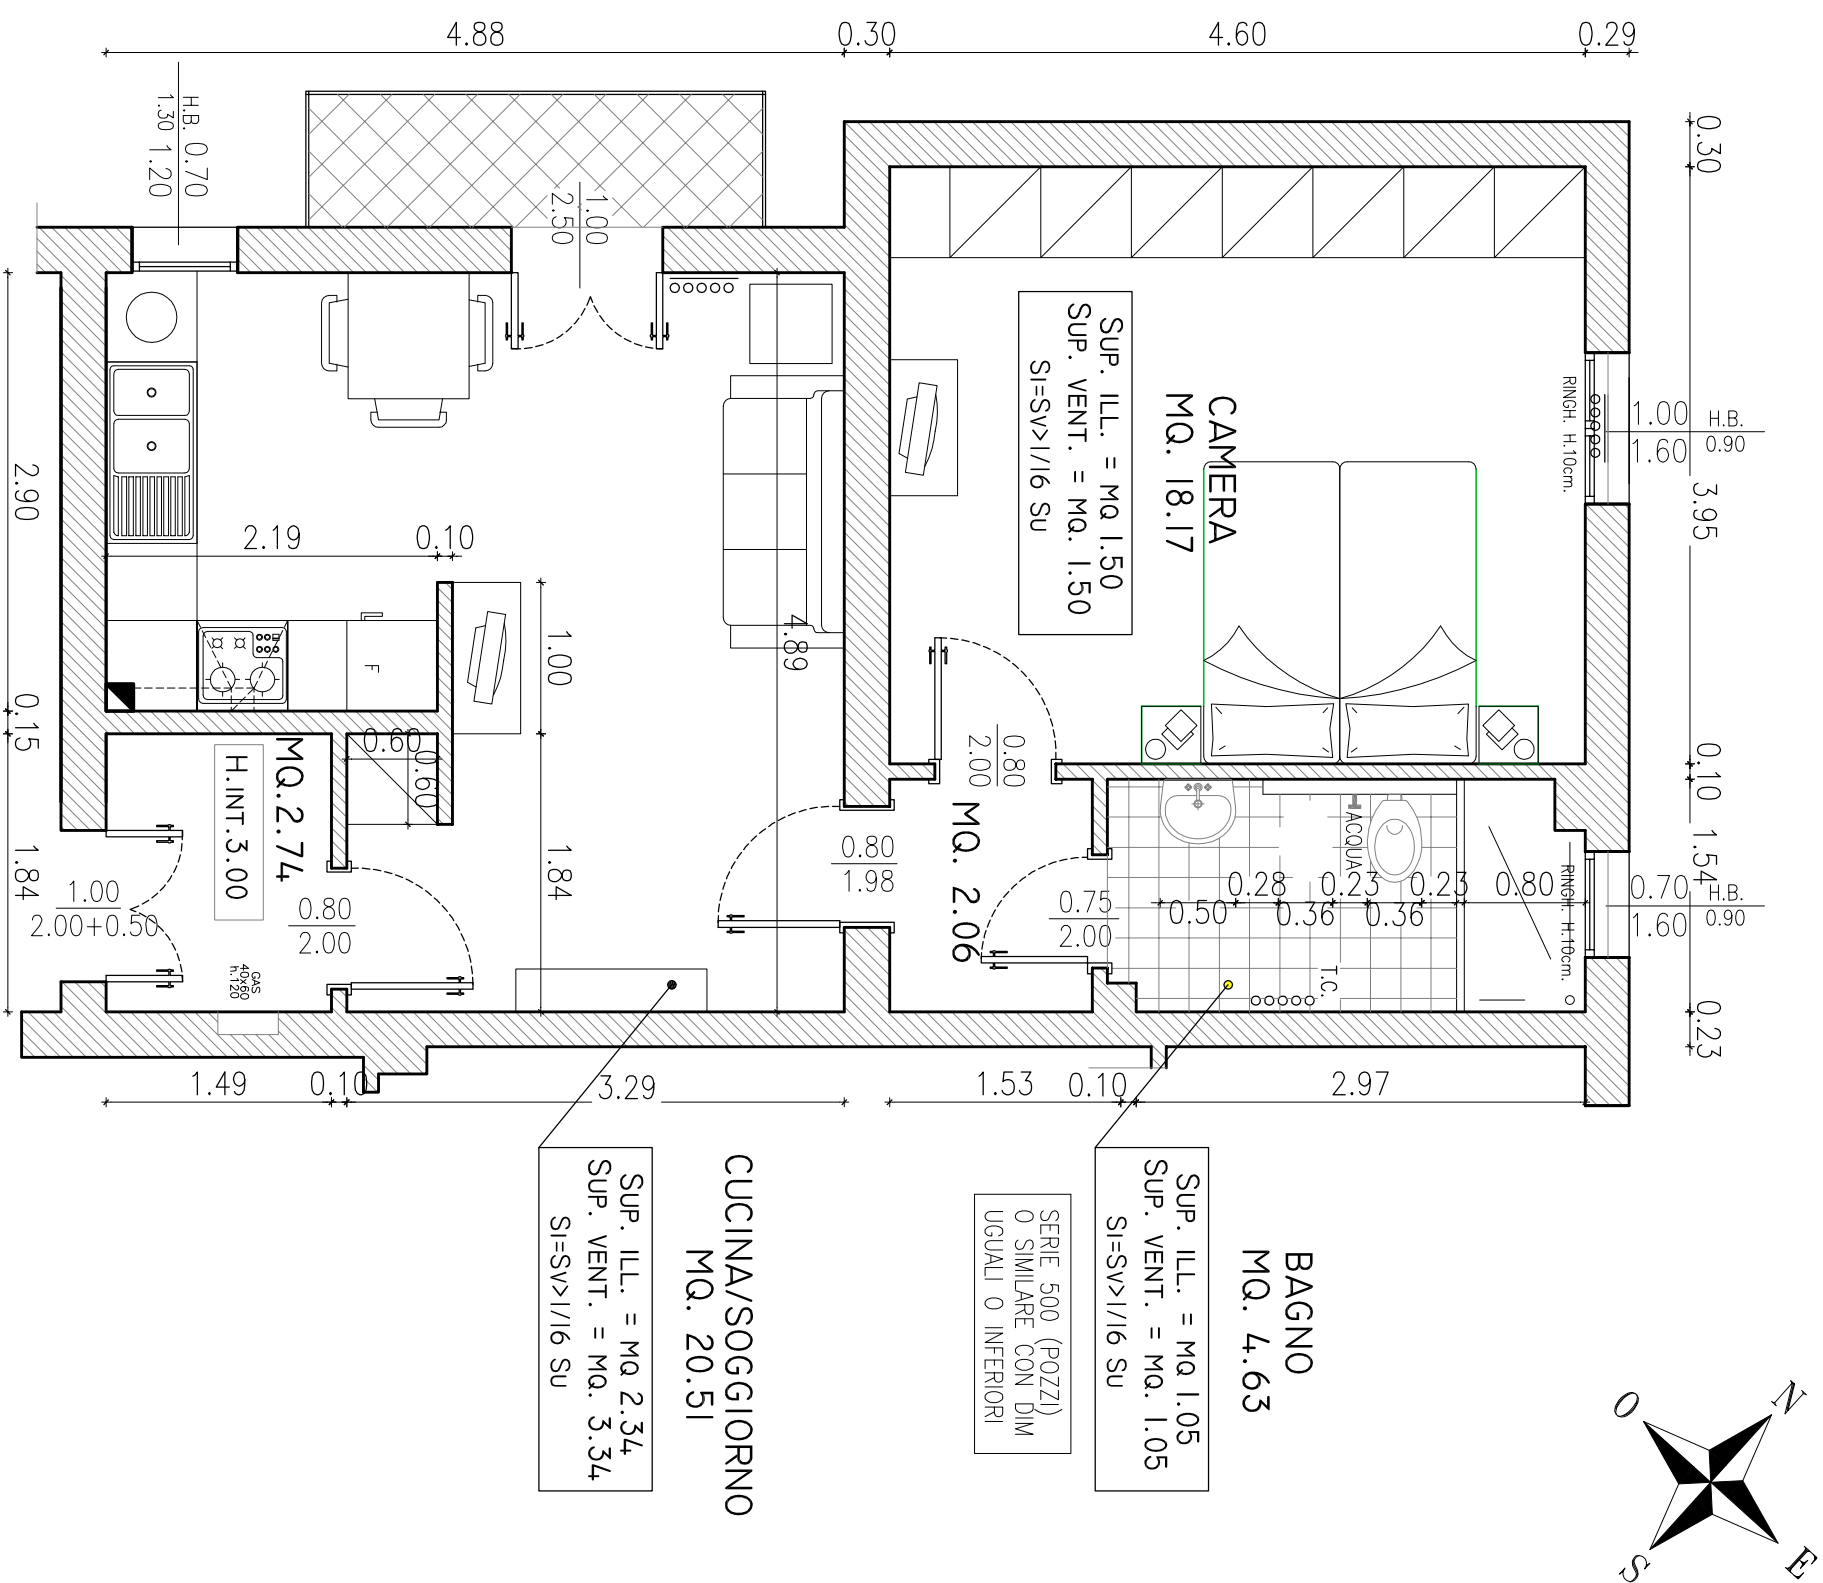 4.88
0.30
4.60
0.29
H.B. 0.70
1.30 1.20
1.00
2.50
0.30
3.95
0.10
1.54
0.23
1.00
1.60
H.B.
0.90
RINGH. H.10cm.
CAMERA
MQ. 18.17
SUP. ILL. = MQ 1.50
SUP. VENT. = MQ. 1.50
SI=SV>1/16 SU
2.90
0.15
1.84
2.19
0.10
1.00
4.89
1.84
F
0.60
0.60
MQ.2.74
H.INT.3.00
1.00
2.00+0.50
0.80
2.00
GAS
40x60
h.120
0.80
2.00
0.80
1.98
MQ. 2.06
0.75
2.00
ACQUA
0.28
0.23
0.23
0.80
0.50
0.36
0.36
T.C.
RINGH. H.10cm.
0.70
1.60
H.B.
0.90
1.49
0.10
3.29
1.53
0.10
2.97
CUCINA/SOGGIORNO
MQ. 20.51
SUP. ILL. = MQ 2.34
SUP. VENT. = MQ. 3.34
SI=SV>1/16 SU
SERIE 500 (POZZI)
O SIMILARE CON DIM
UGUALI O INFERIORI
BAGNO
MQ. 4.63
SUP. ILL. = MQ 1.05
SUP. VENT. = MQ. 1.05
SI=SV>1/16 SU
N
O
E
S